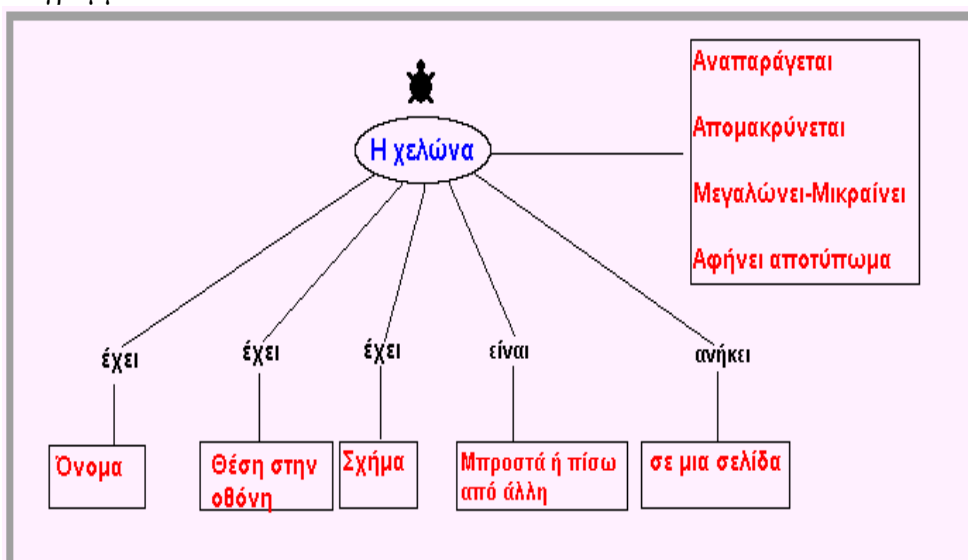 Αναπαράγεται
Η χελώνα
Απομακρύνεται
Μεγαλώνει-Μικραίνει
Αφήνει αποτύπωμα
έχει
έχει
έχει
είναι
ανήκει
Όνομα
Θέση στην
οθόνη
Σχήμα
Μπροστά ή πίσω
από άλλη
σε μια σελίδα